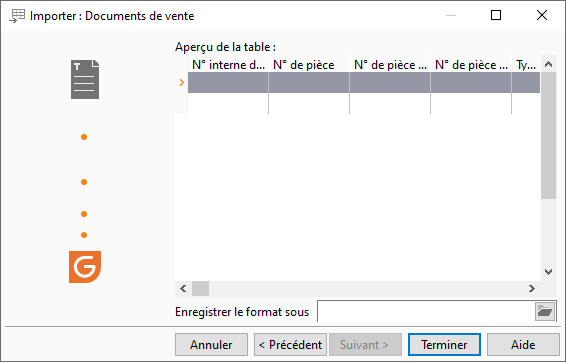 Importer : Documents de vente
Aperçu de la table :
N° interne d... N° de pièce N° de pièce ... N° de pièce ... Ty...
T
G
Enregistrer le format sous
Annuler < Précédent Suivant > Terminer Aide